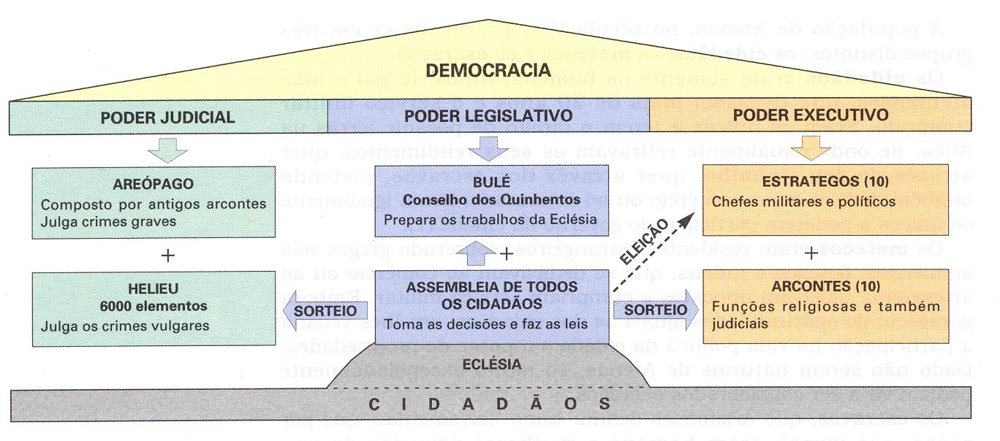 DEMOCRACIA
PODER JUDICIAL
PODER LEGISLATIVO
PODER EXECUTIVO
AREÓPAGO
Composto por antigos arcontes
Julga crimes graves
BULÉ
Conselho dos Quinhentos
Prepara os trabalhos da Eclésia
ESTRATEGOS (10)
Chefes militares e políticos
ELEIÇÃO
+
+
+
HELIEU
6000 elementos
Julga os crimes vulgares
SORTEIO
ASSEMBLEIA DE TODOS
OS CIDADÃOS
Toma as decisões e faz as leis
SORTEIO
ARCONTES (10)
Funções religiosas e também
judiciais
ECLÉSIA
CIDADÃOS